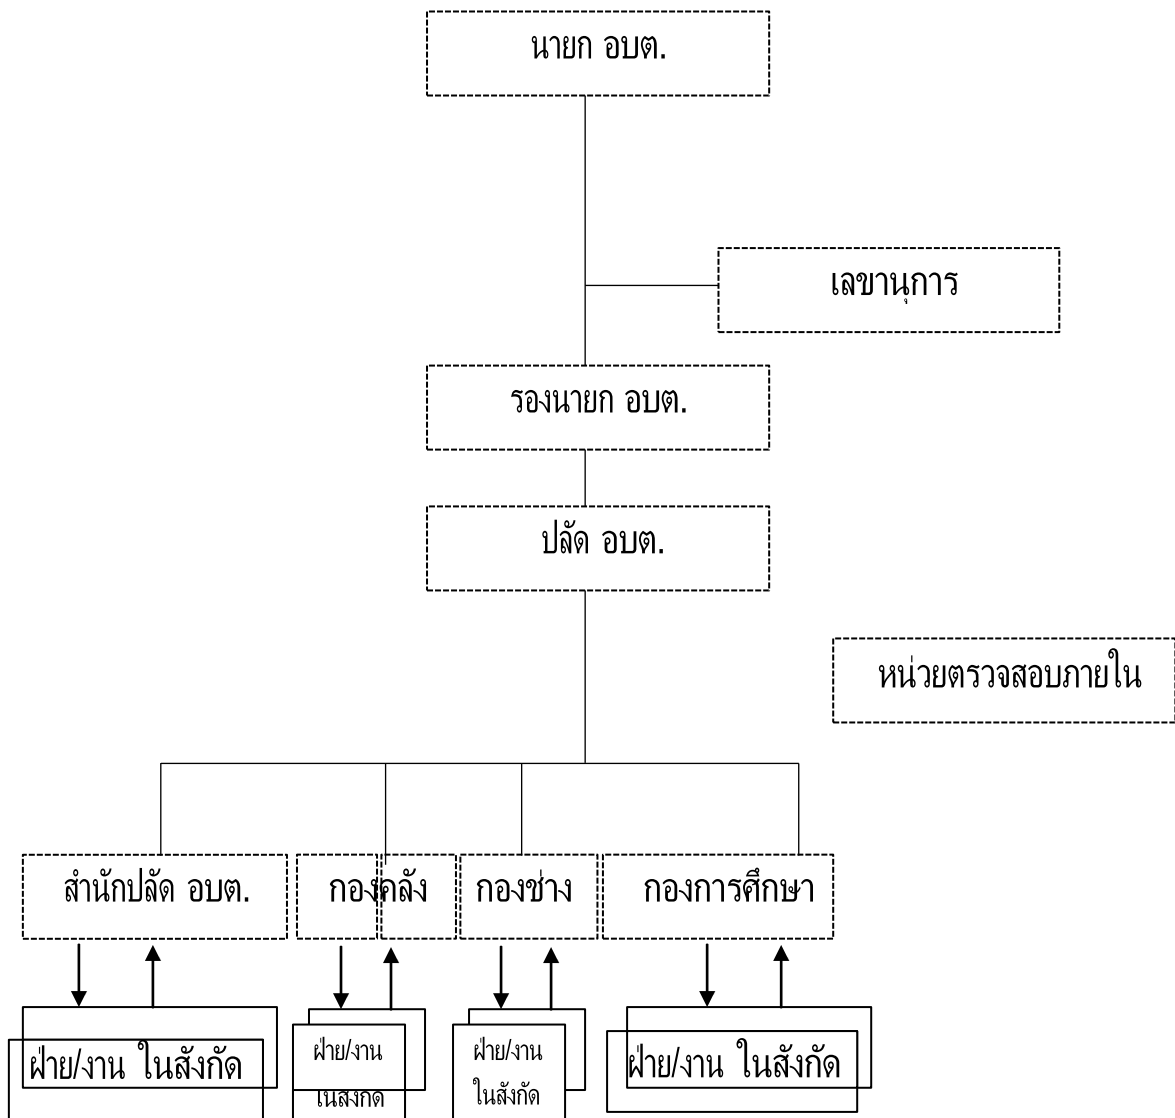 นายก อบต.
เลขานุการ
รองนายก อบต.
ปลัด อบต.
หน่วยตรวจสอบภายใน
สำนักปลัด อบต.
กองคลัง
กองช่าง
กองการศึกษา
ฝ่าย/งาน ในสังกัด
ฝ่าย/งาน
ในสังกัด
ฝ่าย/งาน
ในสังกัด
ฝ่าย/งาน ในสังกัด